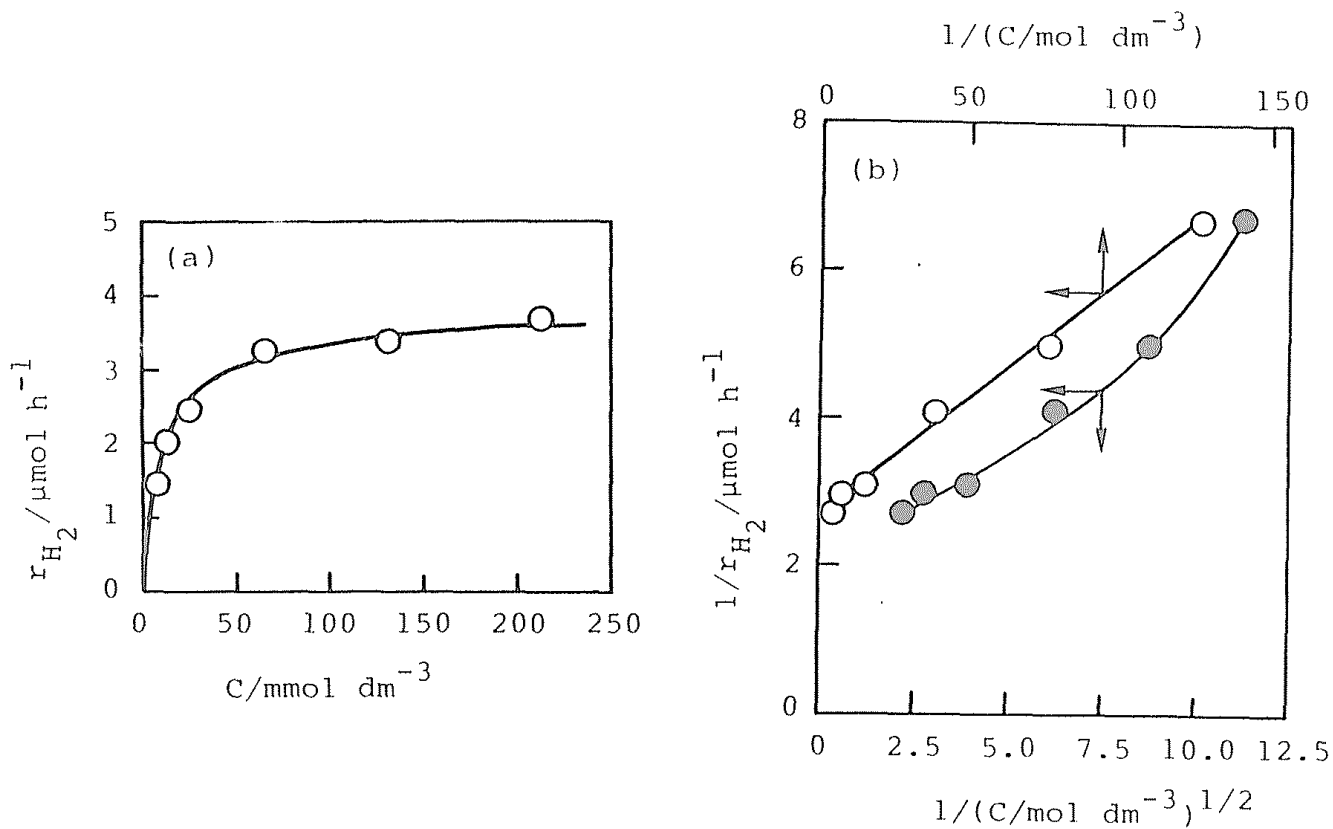 (a)
5
4
3
2
1
0
r_H₂/μmol h⁻¹
0 50 100 150 200 250
C/mmol dm⁻³
1/(C/mol dm⁻³)
0 50 100 150
(b)
8
6
4
2
0
1/r_H₂/μmol h⁻¹
0 2.5 5.0 7.5 10.0 12.5
1/(C/mol dm⁻³)¹/²